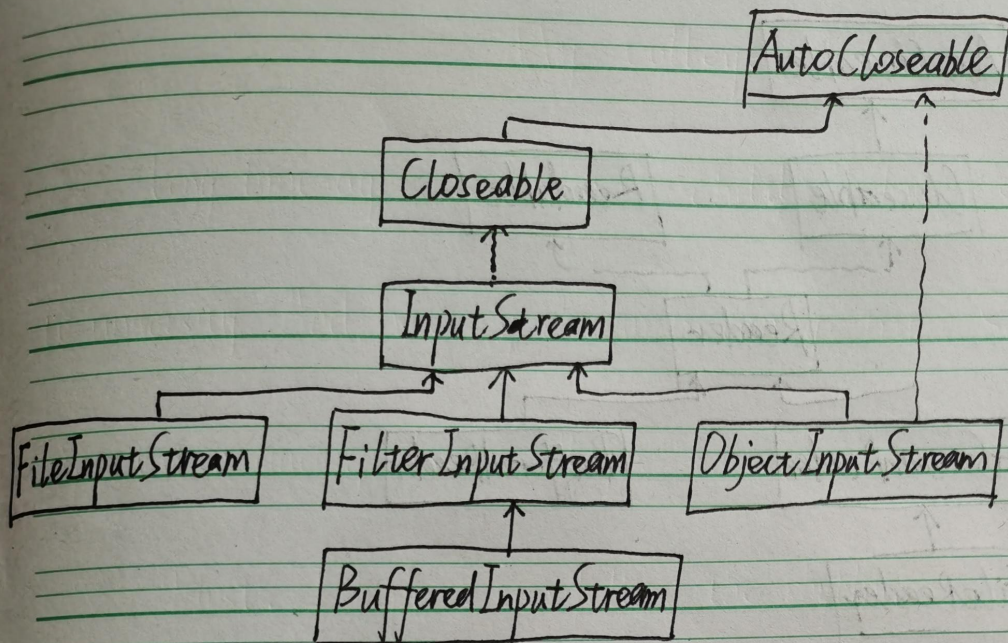 AutoCloseable
Closeable
InputStream
FileInputStream
FilterInputStream
ObjectInputStream
BufferedInputStream